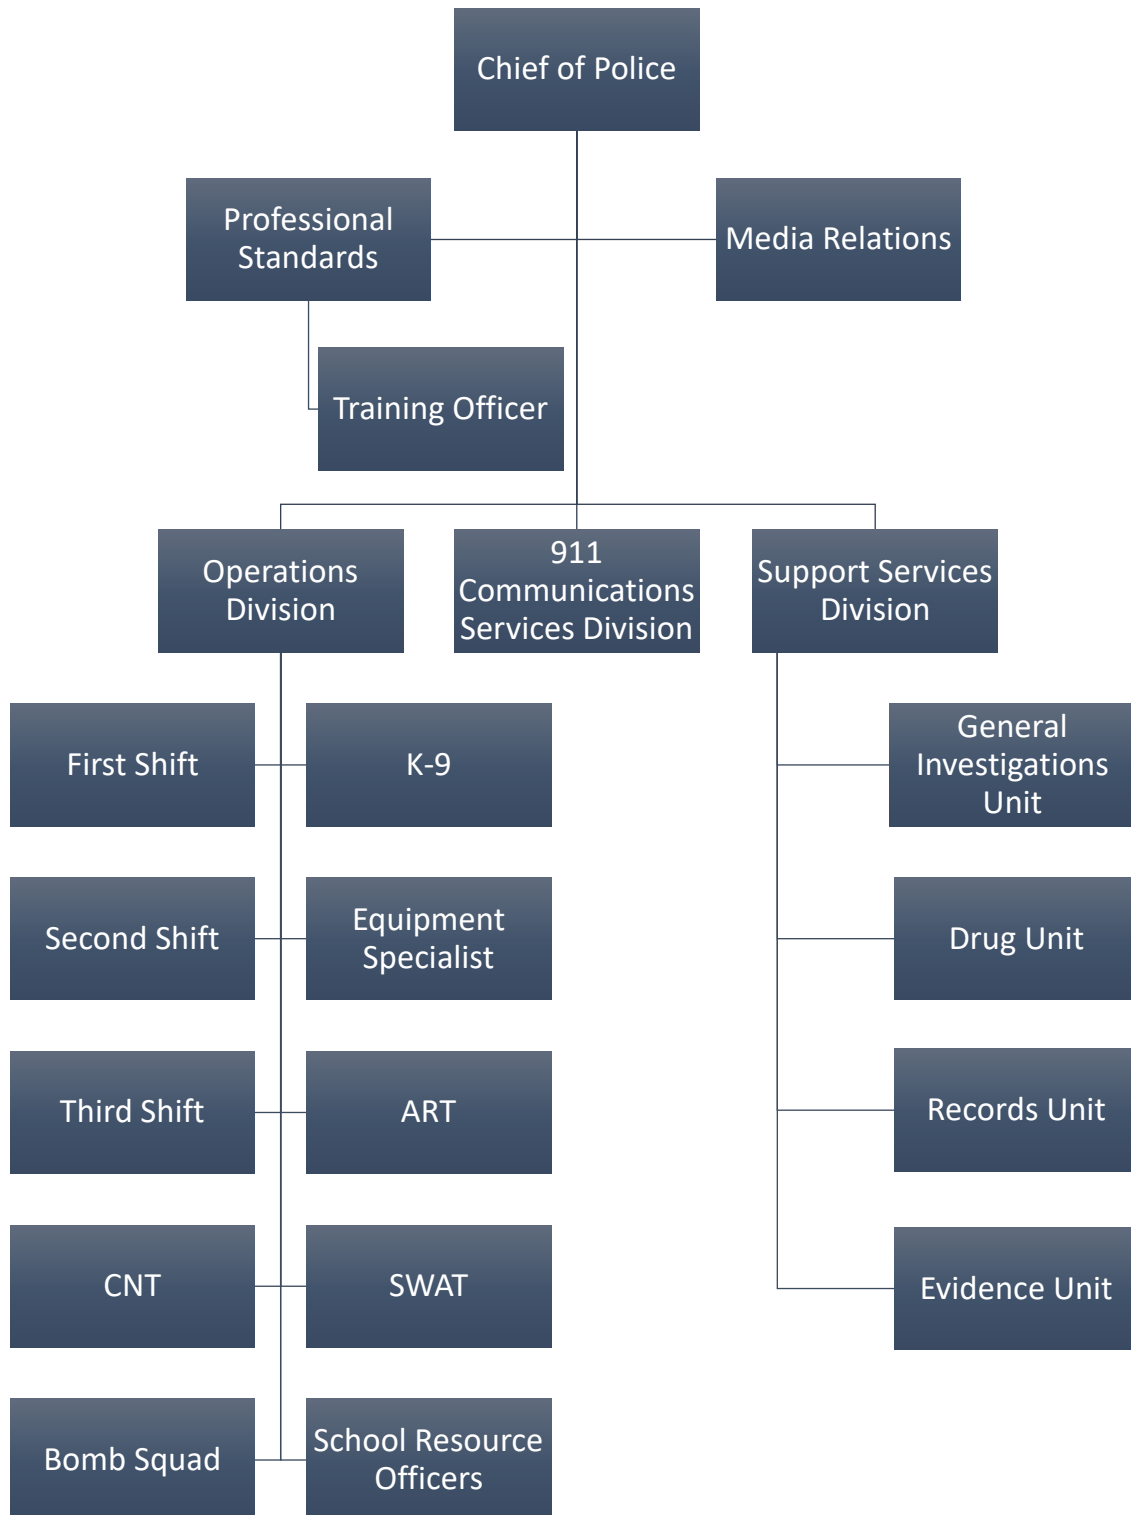 Chief of Police
Professional
Standards
Media Relations
Training Officer
Operations
Division
911
Communications
Services Division
Support Services
Division
First Shift
K-9
General
Investigations
Unit
Second Shift
Equipment
Specialist
Drug Unit
Third Shift
ART
Records Unit
CNT
SWAT
Evidence Unit
Bomb Squad
School Resource
Officers